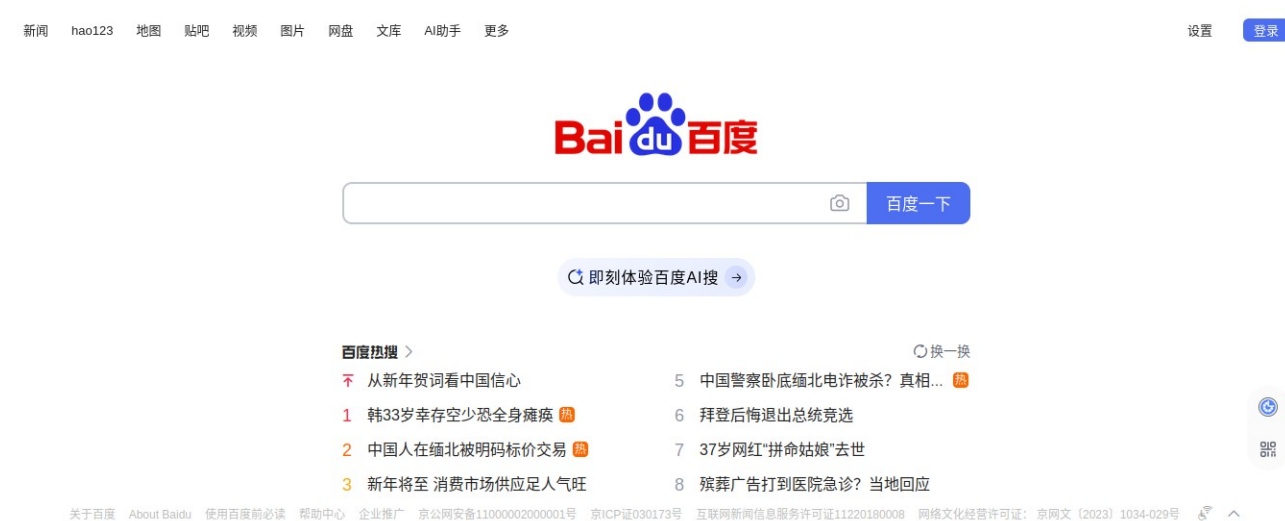 新闻 hao123 地图 贴吧 视频 图片 网盘 文库 AI助手 更多 设置 登录
Bai du 百度
百度一下
即刻体验百度AI搜
百度热搜 换一换
从新年贺词看中国信心
1 韩33岁幸存空少恐全身瘫痪 热
2 中国人在缅北被明码标价交易 热
3 新年将至 消费市场供应足人气旺
5 中国警察卧底缅北电诈被杀？真相... 热
6 拜登后悔退出总统竞选
7 37岁网红“拼命姑娘”去世
8 殡葬广告打到医院急诊？当地回应
关于百度 About Baidu 使用百度前必读 帮助中心 企业推广 京公网安备11000002000001号 京ICP证030173号 互联网新闻信息服务许可证11220180008 网络文化经营许可证： 京网文〔2023〕1034-029号